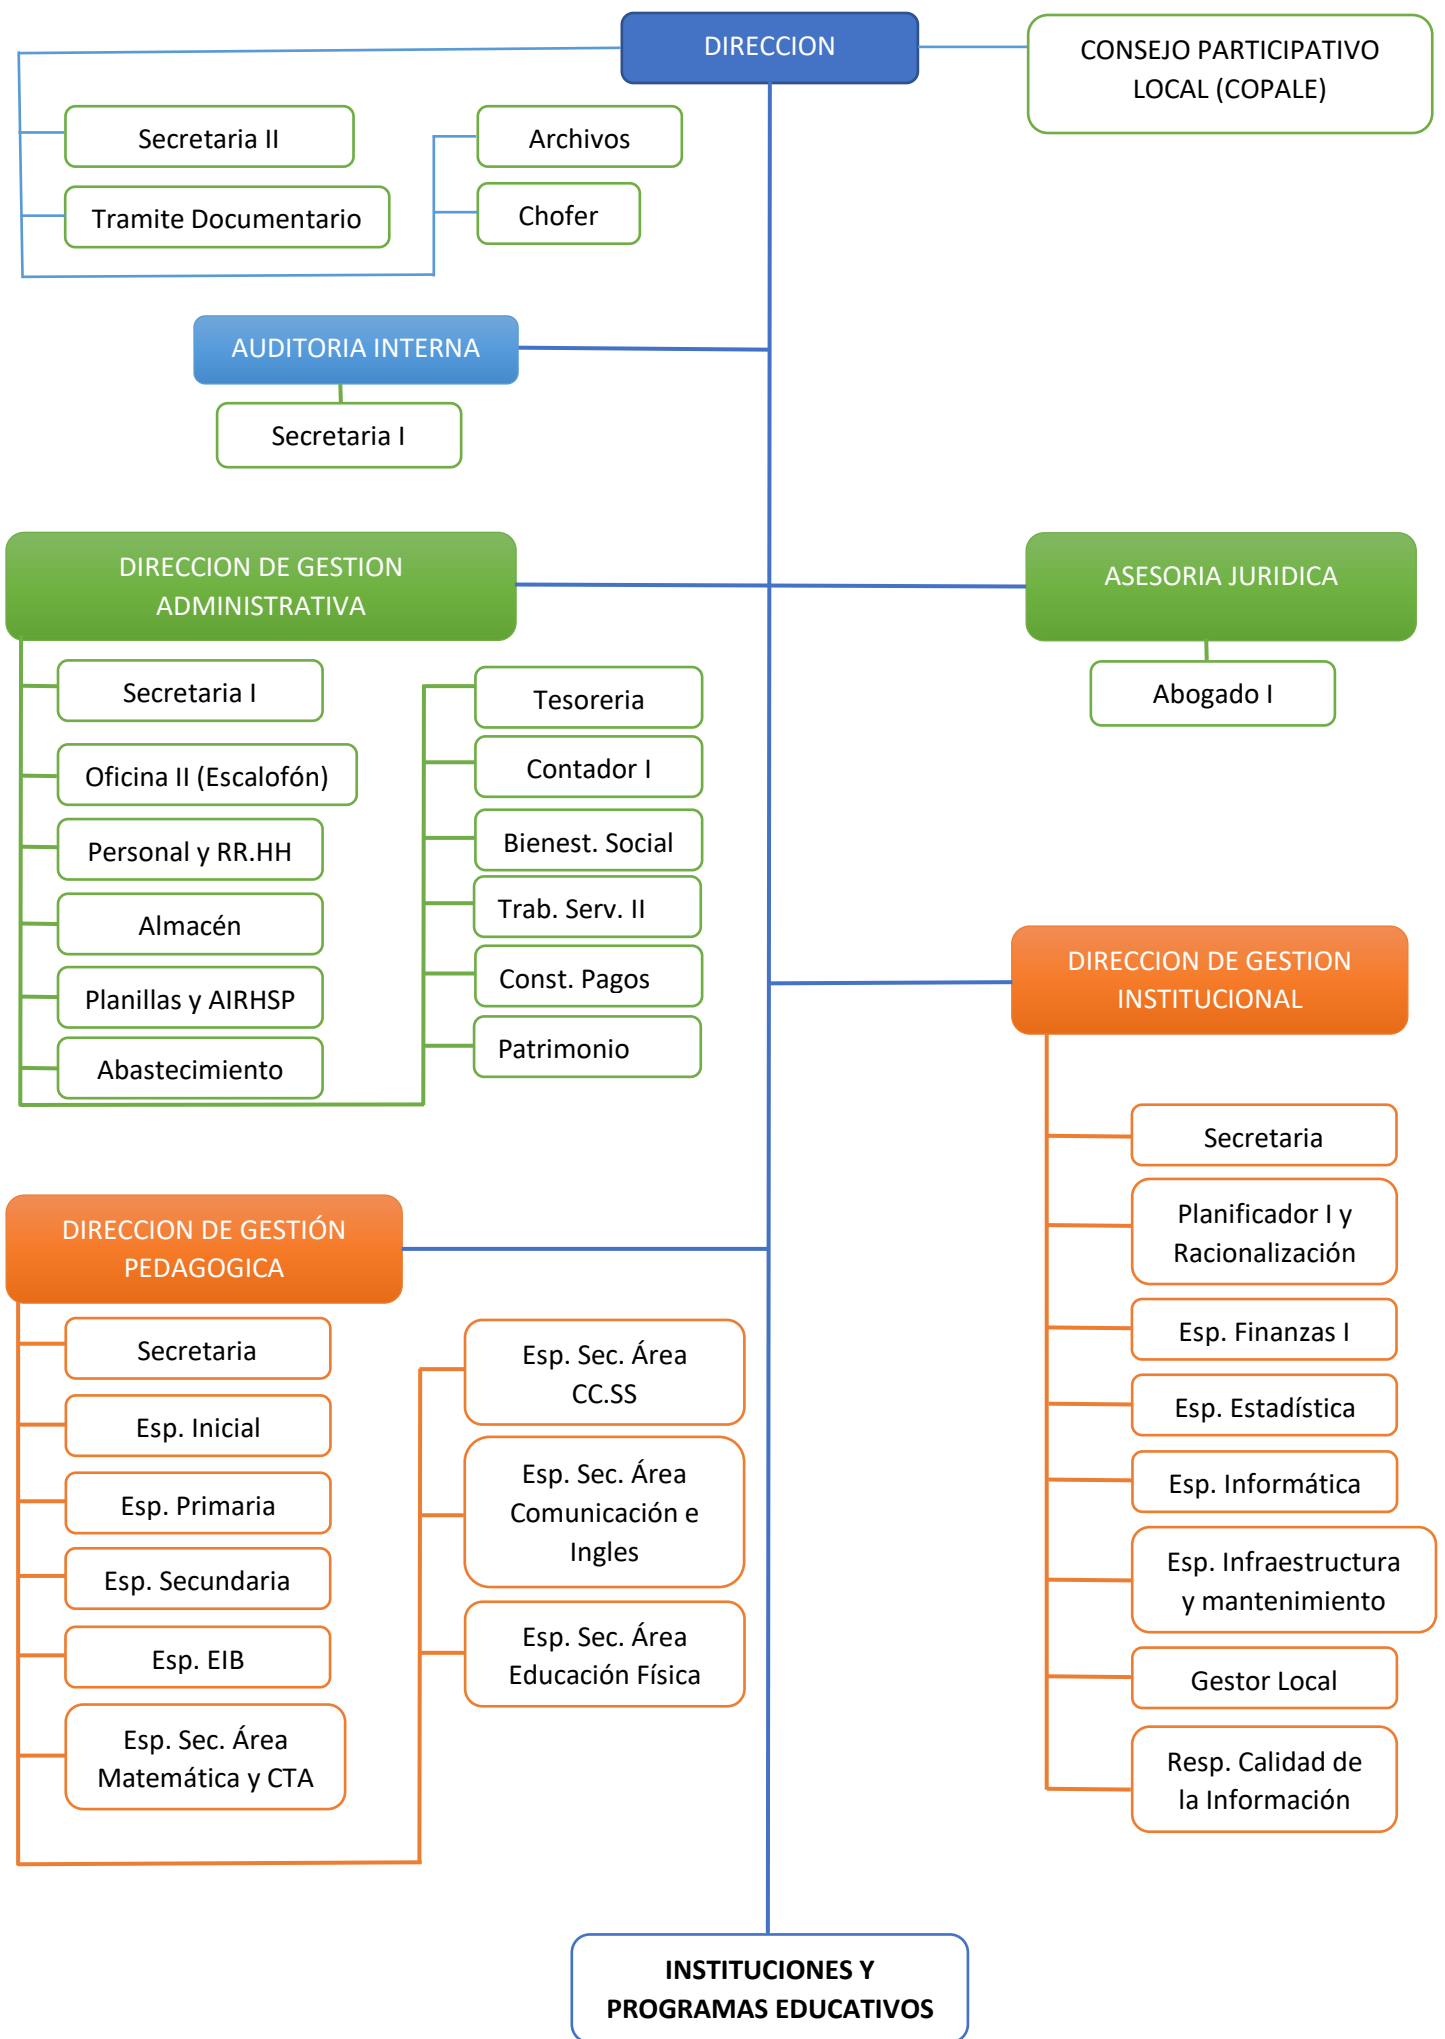 DIRECCION
CONSEJO PARTICIPATIVO
LOCAL (COPALE)
Secretaria II
Archivos
Tramite Documentario
Chofer
AUDITORIA INTERNA
Secretaria I
DIRECCION DE GESTION
ADMINISTRATIVA
ASESORIA JURIDICA
Abogado I
Secretaria I
Oficina II (Escalofón)
Personal y RR.HH
Almacén
Planillas y AIRHSP
Abastecimiento
Tesoreria
Contador I
Bienest. Social
Trab. Serv. II
Const. Pagos
Patrimonio
DIRECCION DE GESTION
INSTITUCIONAL
Secretaria
Planificador I y
Racionalización
Esp. Finanzas I
Esp. Estadística
Esp. Informática
Esp. Infraestructura
y mantenimiento
Gestor Local
Resp. Calidad de
la Información
DIRECCION DE GESTIÓN
PEDAGOGICA
Secretaria
Esp. Inicial
Esp. Primaria
Esp. Secundaria
Esp. EIB
Esp. Sec. Área
Matemática y CTA
Esp. Sec. Área
CC.SS
Esp. Sec. Área
Comunicación e
Ingles
Esp. Sec. Área
Educación Física
INSTITUCIONES Y
PROGRAMAS EDUCATIVOS